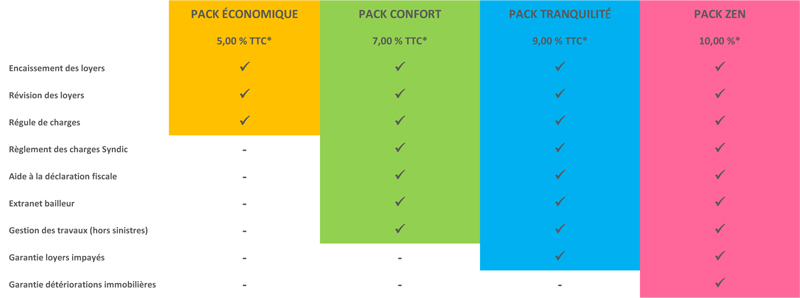 PACK ÉCONOMIQUE PACK CONFORT PACK TRANQUILITÉ PACK ZEN
5,00 % TTC* 7,00 % TTC* 9,00 % TTC* 10,00 %*
Encaissement des loyers ✓ ✓ ✓ ✓
Révision des loyers ✓ ✓ ✓ ✓
Régule de charges ✓ ✓ ✓ ✓
Règlement des charges Syndic - ✓ ✓ ✓
Aide à la déclaration fiscale - ✓ ✓ ✓
Extranet bailleur - ✓ ✓ ✓
Gestion des travaux (hors sinistres) - ✓ ✓ ✓
Garantie loyers impayés - - ✓ ✓
Garantie détériorations immobilières - - - ✓